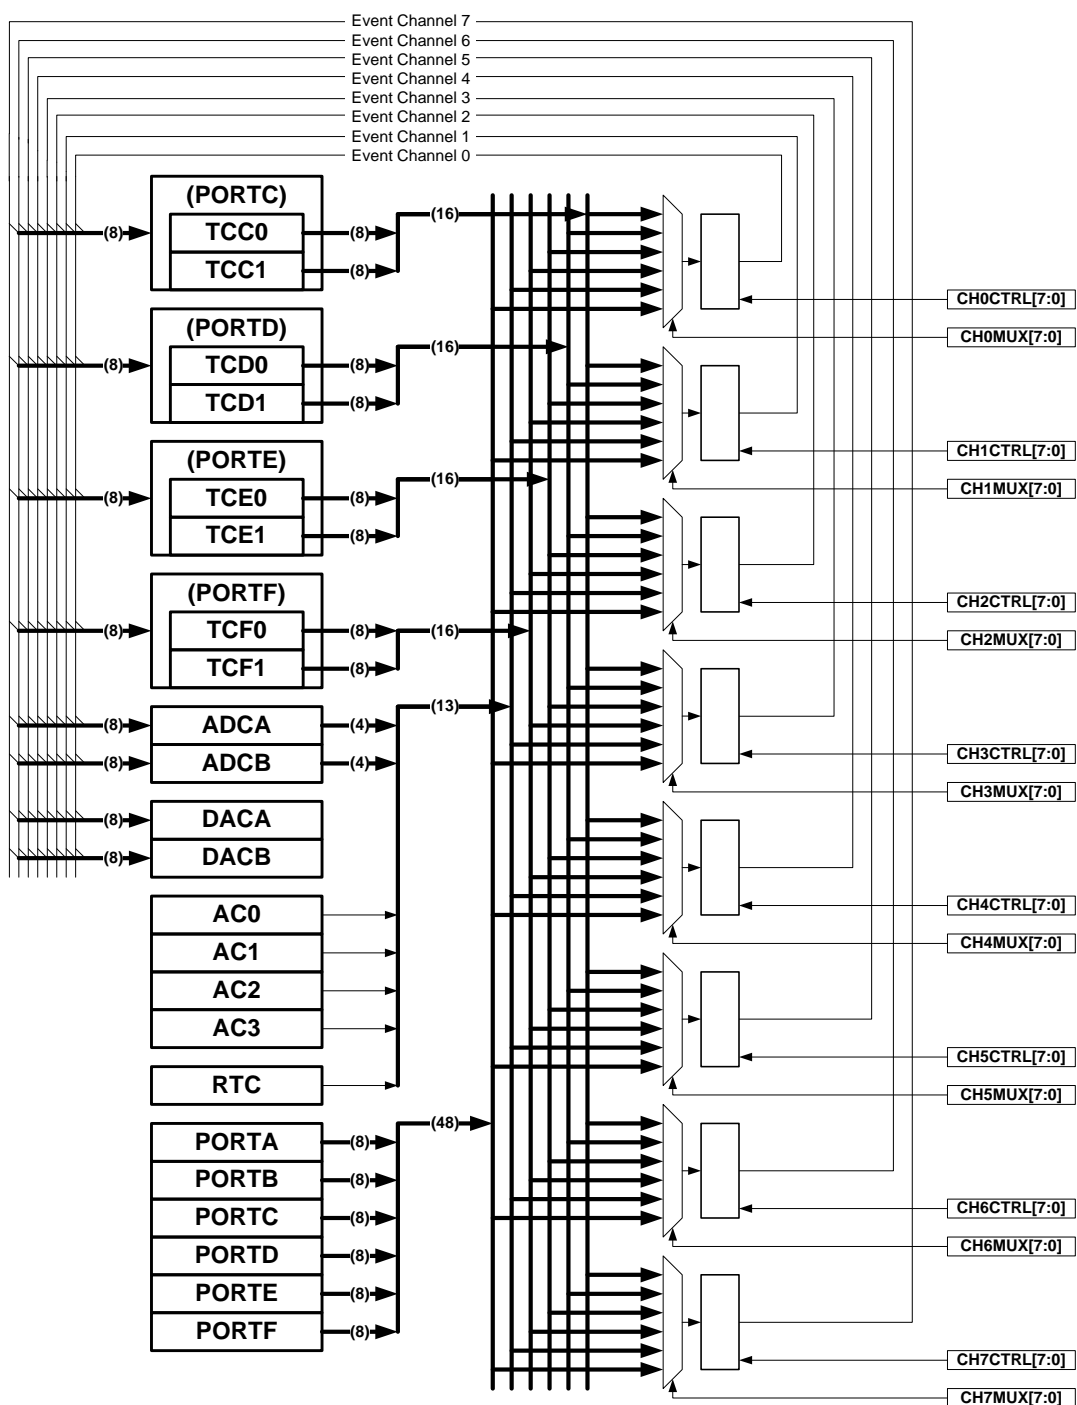 Event Channel 7
Event Channel 6
Event Channel 5
Event Channel 4
Event Channel 3
Event Channel 2
Event Channel 1
Event Channel 0
(PORTC)
(8) TCC0 (8) (16)
TCC1 (8)
(PORTD)
(8) TCD0 (8) (16)
TCD1 (8)
(PORTE)
(8) TCE0 (8) (16)
TCE1 (8)
(PORTF)
(8) TCF0 (8) (16)
TCF1 (8)
(13)
(8) ADCA (4)
(8) ADCB (4)
(8) DACA
(8) DACB
AC0
AC1
AC2
AC3
RTC
(48)
PORTA (8)
PORTB (8)
PORTC (8)
PORTD (8)
PORTE (8)
PORTF (8)
CH0CTRL[7:0]
CH0MUX[7:0]
CH1CTRL[7:0]
CH1MUX[7:0]
CH2CTRL[7:0]
CH2MUX[7:0]
CH3CTRL[7:0]
CH3MUX[7:0]
CH4CTRL[7:0]
CH4MUX[7:0]
CH5CTRL[7:0]
CH5MUX[7:0]
CH6CTRL[7:0]
CH6MUX[7:0]
CH7CTRL[7:0]
CH7MUX[7:0]